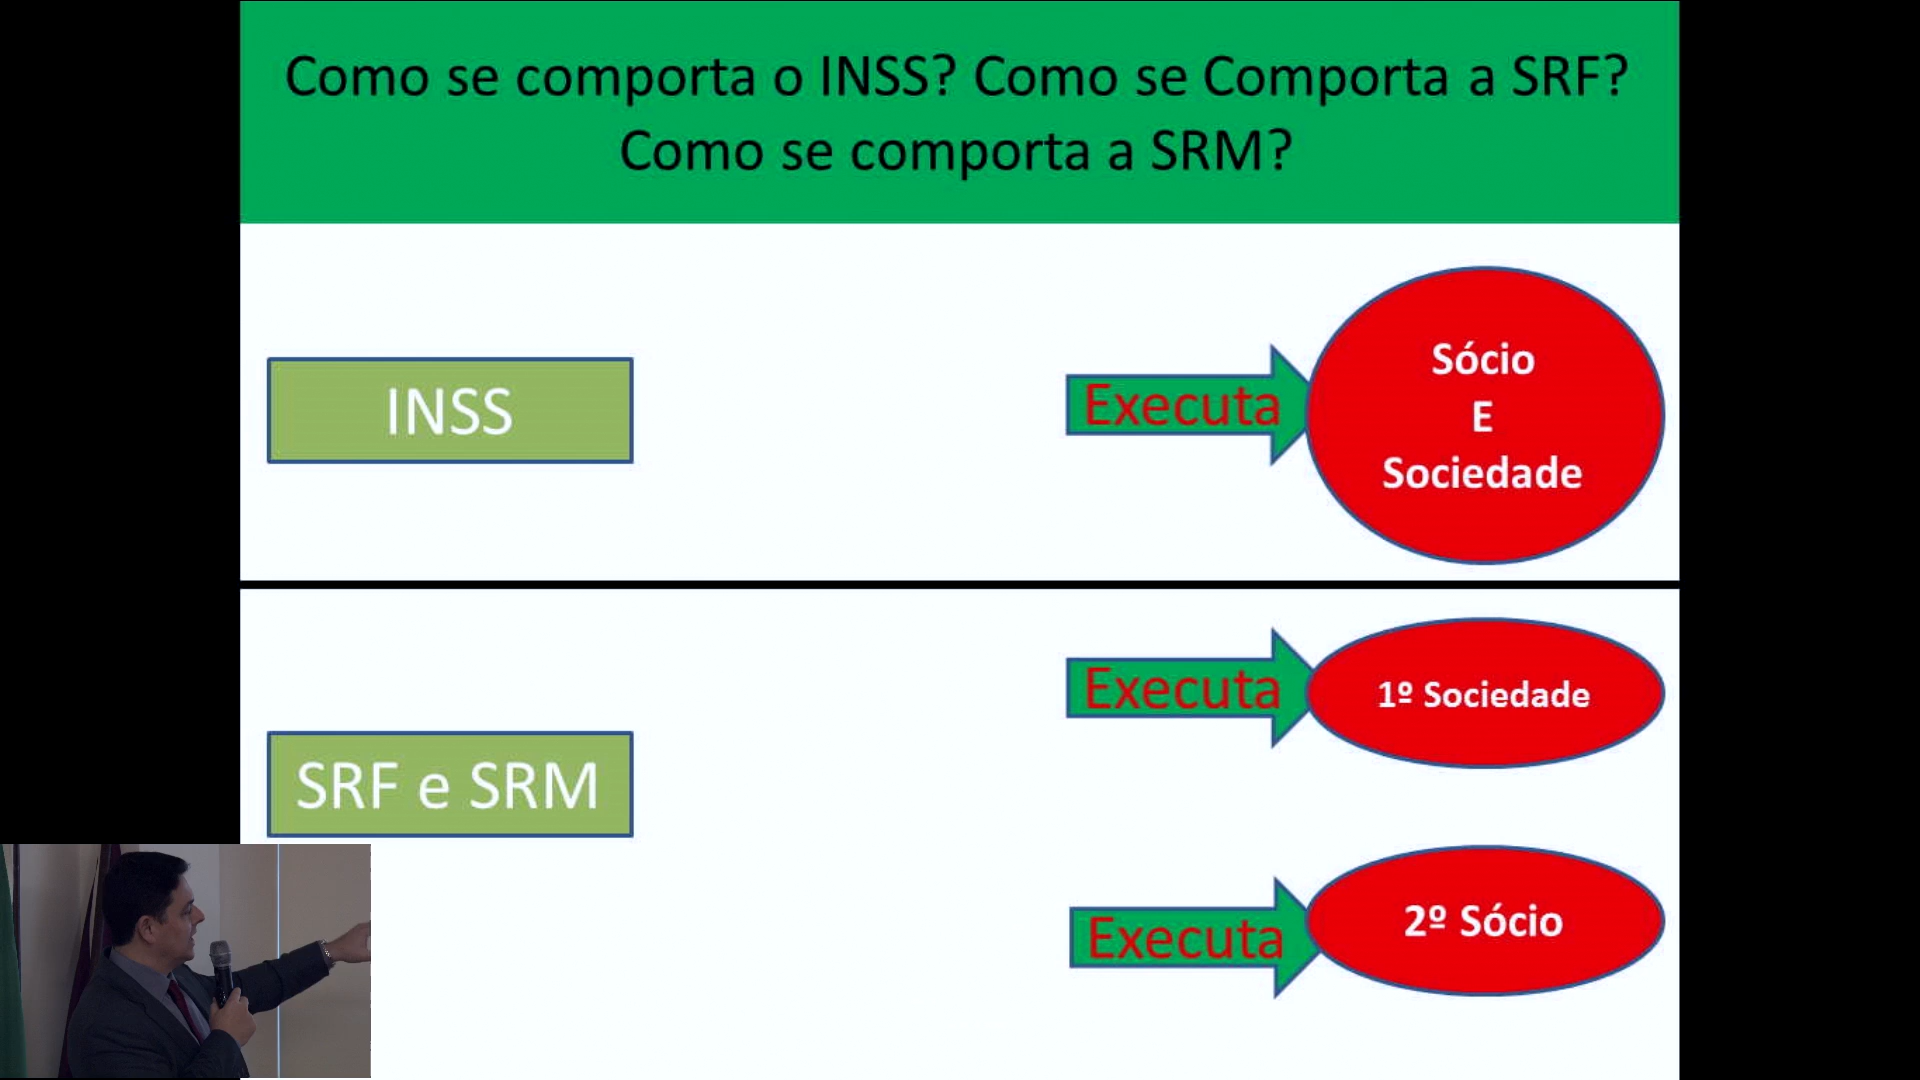 Como se comporta o INSS? Como se Comporta a SRF?
Como se comporta a SRM?
INSS
Executa
Sócio
E
Sociedade
SRF e SRM
Executa
1º Sociedade
Executa
2º Sócio